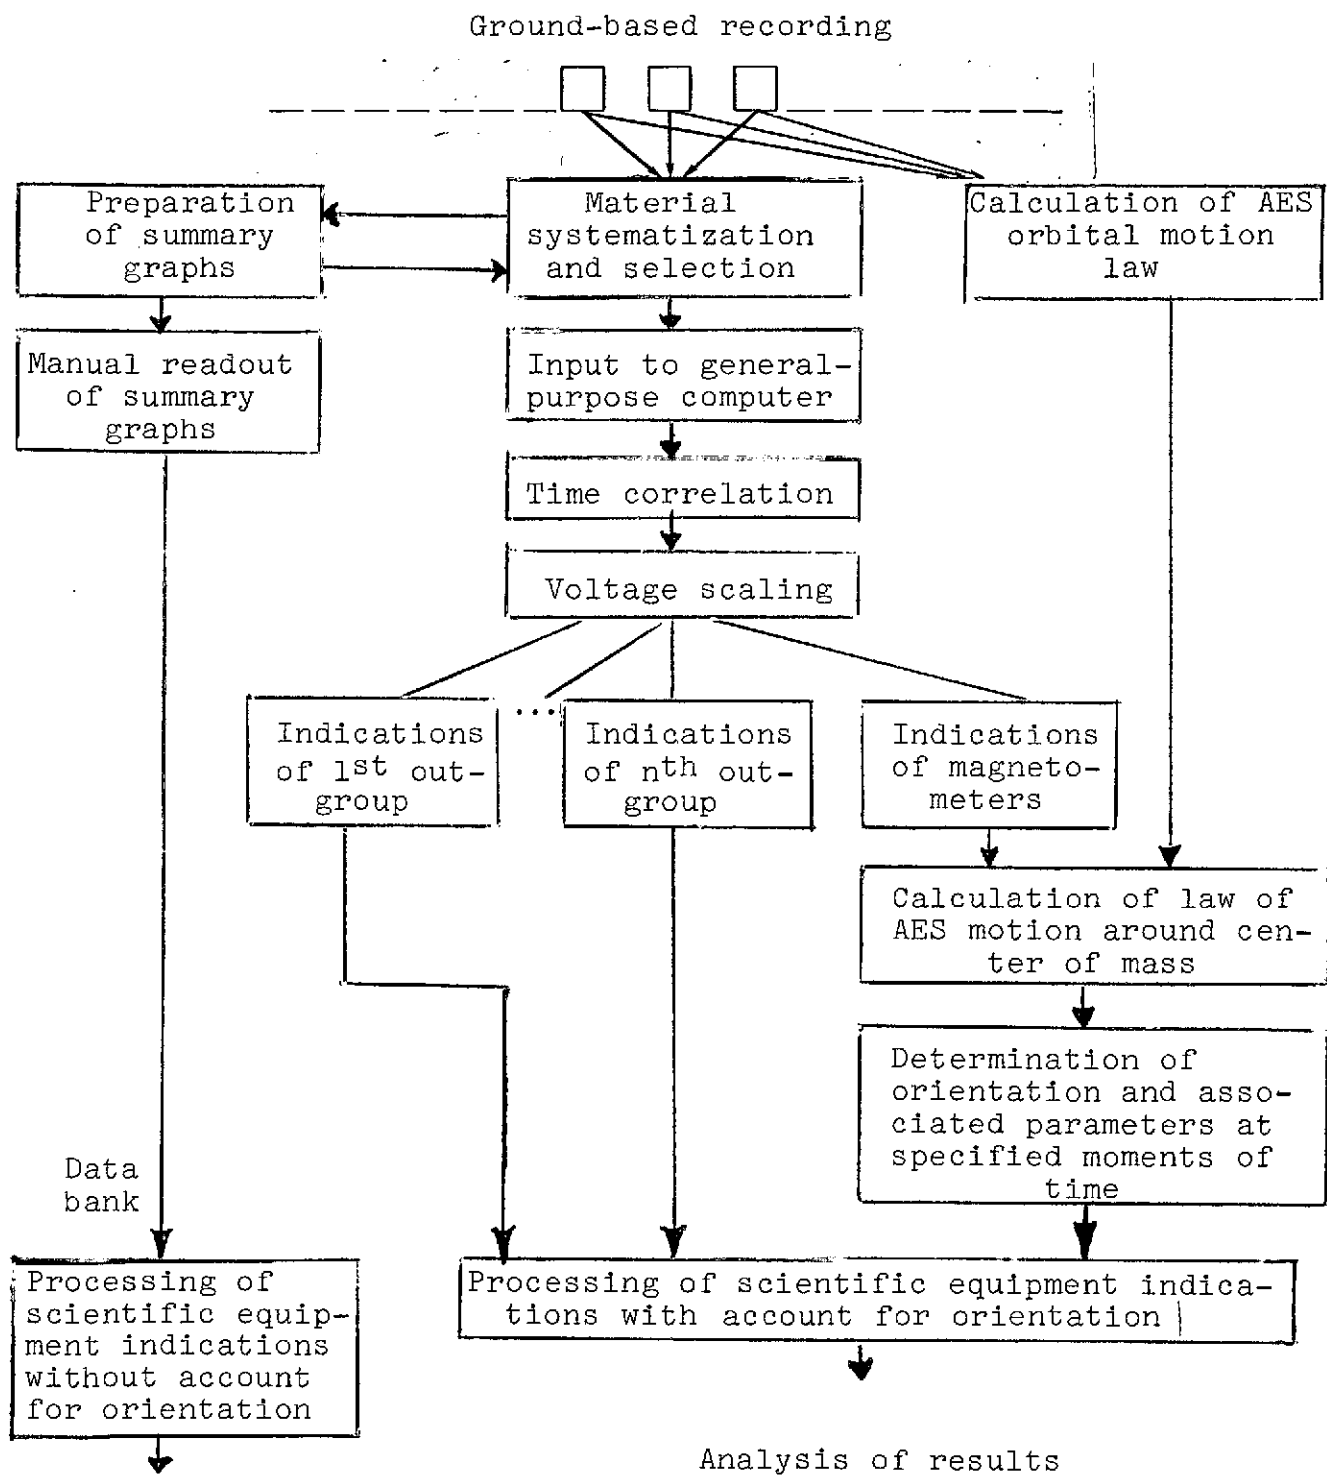 Ground-based recording
Preparation
of summary
graphs
Material
systematization
and selection
Calculation of AES
orbital motion
law
Manual readout
of summary
graphs
Input to general-
purpose computer
Time correlation
Voltage scaling
Indications
of 1st out-
group
...
Indications
of nth out-
group
Indications
of magneto-
meters
Calculation of law of
AES motion around cen-
ter of mass
Determination of
orientation and asso-
ciated parameters at
specified moments of
time
Data
bank
Processing of
scientific equip-
ment indications
without account
for orientation
Processing of scientific equipment indica-
tions with account for orientation
Analysis of results